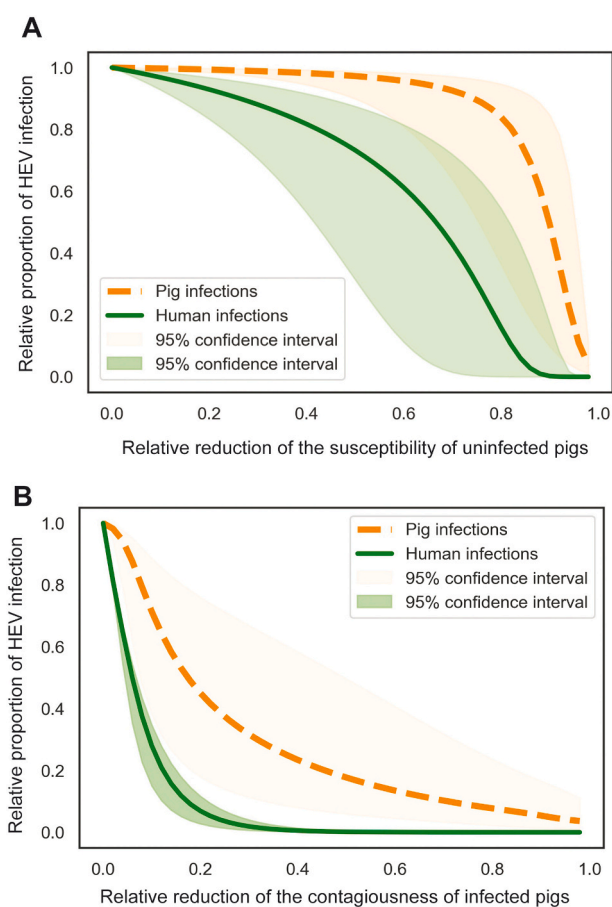 A
Relative proportion of HEV infection
1.0
0.8
0.6
0.4
0.2
0.0
Pig infections
Human infections
95% confidence interval
95% confidence interval
0.0 0.2 0.4 0.6 0.8 1.0
Relative reduction of the susceptibility of uninfected pigs
B
Relative proportion of HEV infection
1.0
0.8
0.6
0.4
0.2
0.0
Pig infections
Human infections
95% confidence interval
95% confidence interval
0.0 0.2 0.4 0.6 0.8 1.0
Relative reduction of the contagiousness of infected pigs